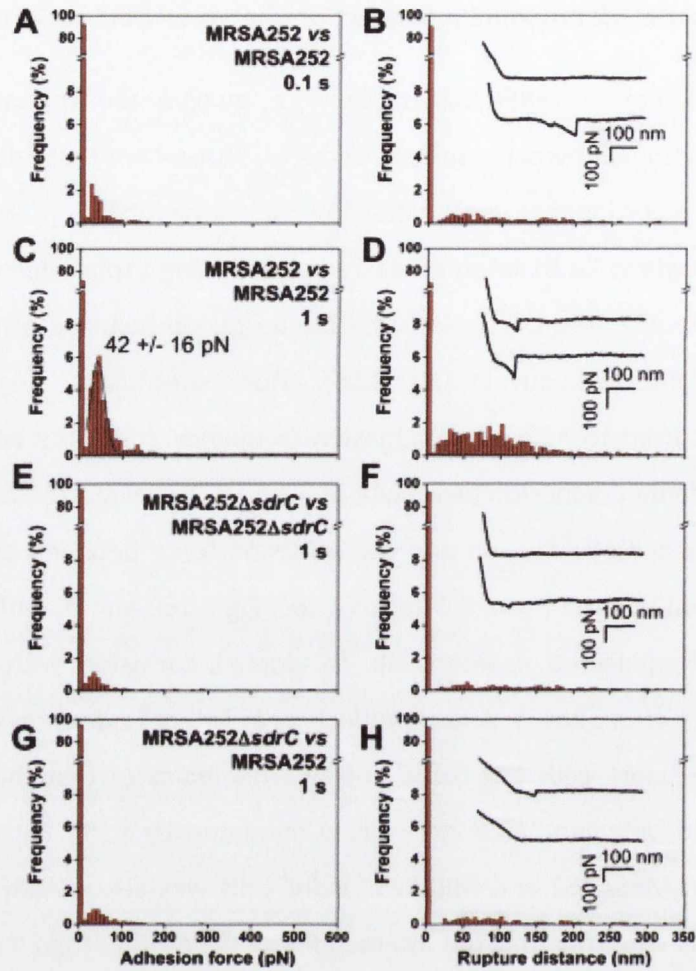 A
MRSA252 vs
MRSA252
0.1 s
Frequency (%)
100
80
8
6
4
2
0
B
100
80
8
6
4
2
0
100 pN
100 nm
C
MRSA252 vs
MRSA252
1 s
42 +/- 16 pN
Frequency (%)
100
80
8
6
4
2
0
D
100
80
8
6
4
2
0
100 pN
100 nm
E
MRSA252ΔsdrC vs
MRSA252ΔsdrC
1 s
Frequency (%)
100
80
8
6
4
2
0
F
100
80
8
6
4
2
0
100 pN
100 nm
G
MRSA252ΔsdrC vs
MRSA252
1 s
Frequency (%)
100
80
8
6
4
2
0
0 100 200 300 400 500 600
Adhesion force (pN)
H
100
80
8
6
4
2
0
100 pN
100 nm
0 50 100 150 200 250 300 350
Rupture distance (nm)